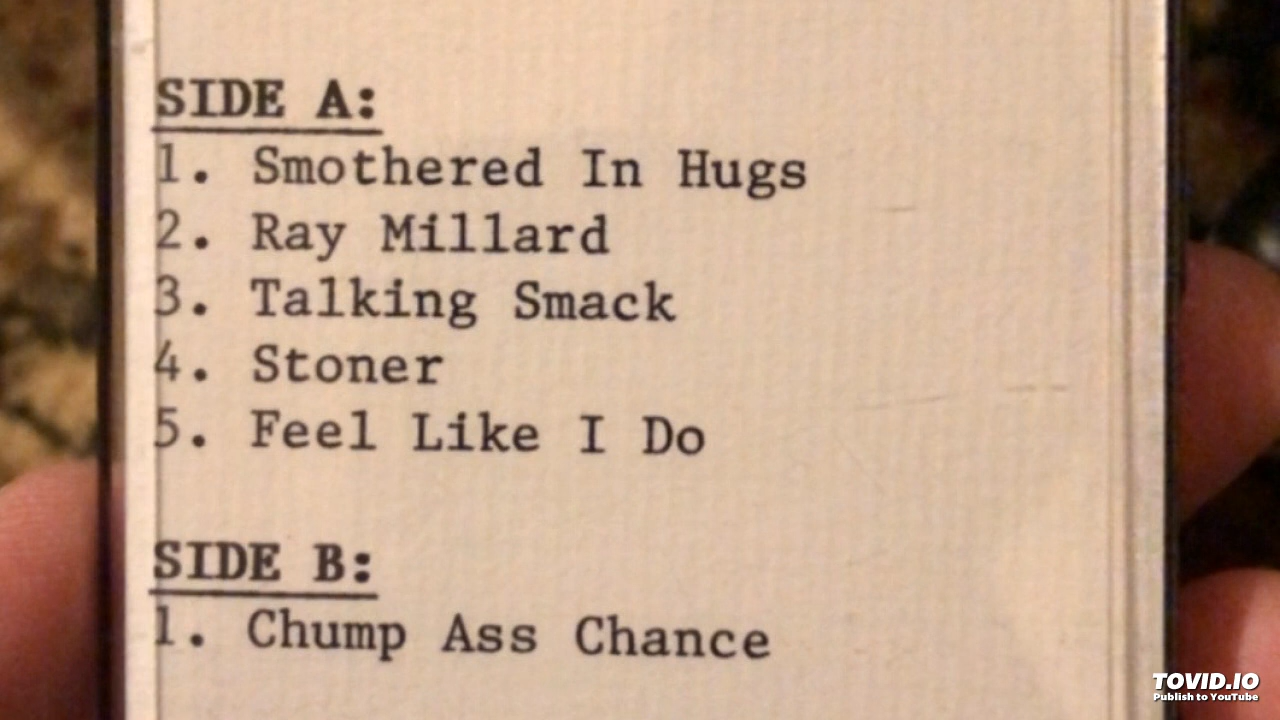 SIDE A:
1. Smothered In Hugs
2. Ray Millard
3. Talking Smack
4. Stoner
5. Feel Like I Do
SIDE B:
1. Chump Ass Chance
TOVID.IO
Publish to YouTube